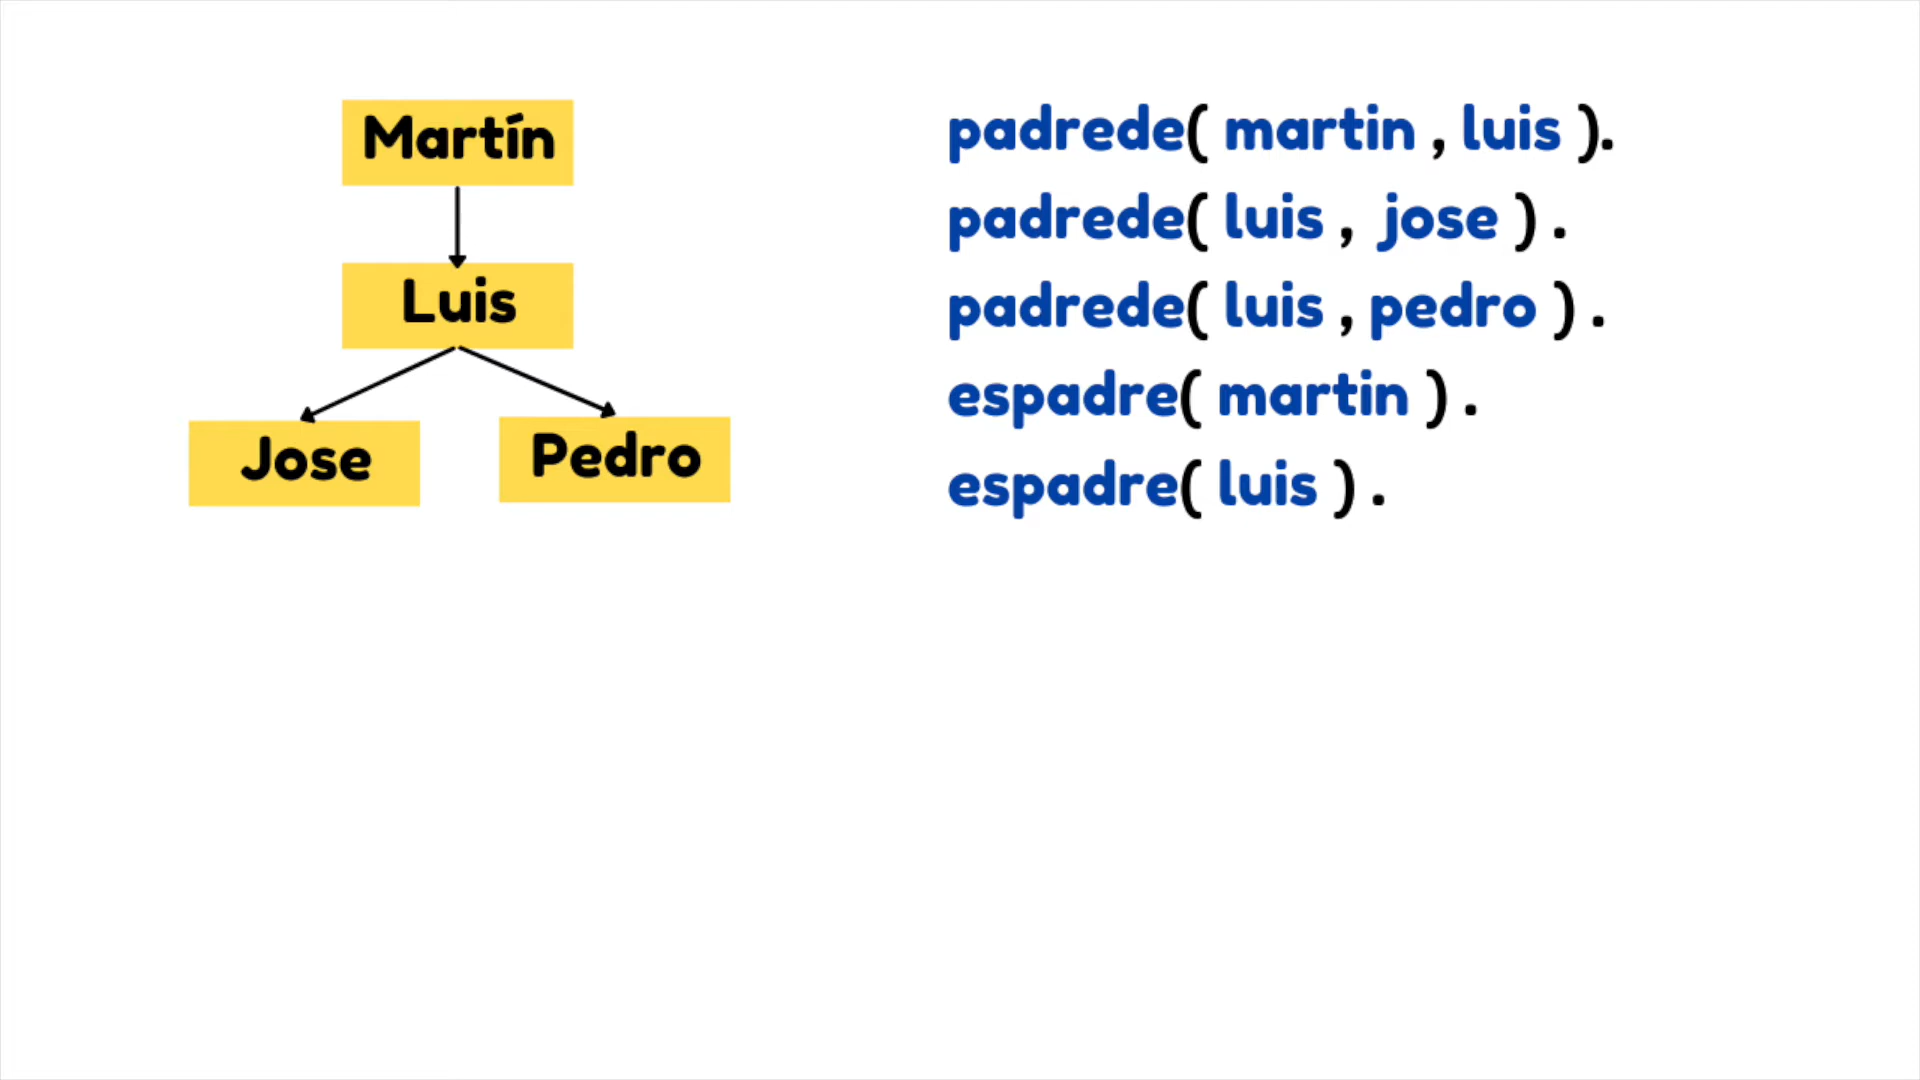 Martín
Luis
Jose
Pedro
padrede( martin , luis ).
padrede( luis , jose ) .
padrede( luis , pedro ) .
espadre( martin ) .
espadre( luis ) .